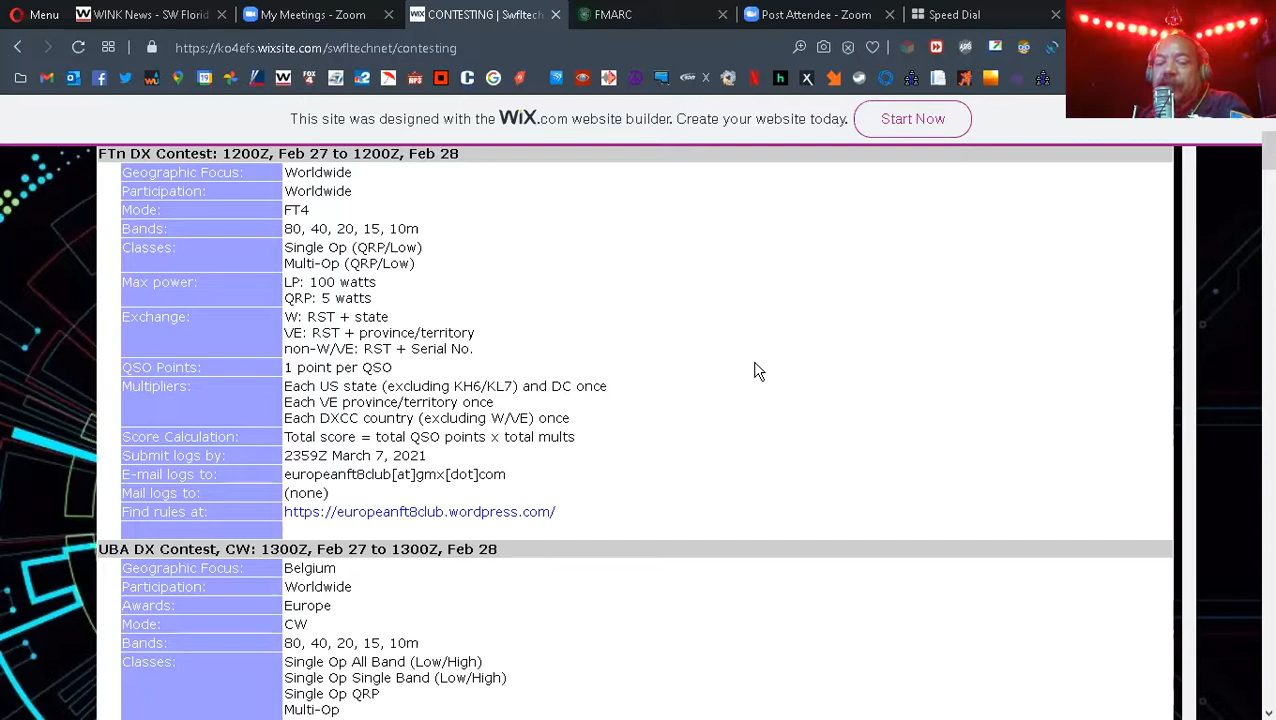 Menu
WINK News - SW Florid
My Meetings - Zoom
CONTESTING | Swfltech
FMARC
Post Attendee - Zoom
Speed Dial
https://ko4efs.wixsite.com/swfltechnet/contesting
This site was designed with the WiX.com website builder. Create your website today.
Start Now
FTn DX Contest: 1200Z, Feb 27 to 1200Z, Feb 28
Geographic Focus: Worldwide
Participation: Worldwide
Mode: FT4
Bands: 80, 40, 20, 15, 10m
Classes: Single Op (QRP/Low)
Multi-Op (QRP/Low)
Max power: LP: 100 watts
QRP: 5 watts
Exchange: W: RST + state
VE: RST + province/territory
non-W/VE: RST + Serial No.
QSO Points: 1 point per QSO
Multipliers: Each US state (excluding KH6/KL7) and DC once
Each VE province/territory once
Each DXCC country (excluding W/VE) once
Score Calculation: Total score = total QSO points x total mults
Submit logs by: 2359Z March 7, 2021
E-mail logs to: europeanft8club[at]gmx[dot]com
Mail logs to: (none)
Find rules at: https://europeanft8club.wordpress.com/
UBA DX Contest, CW: 1300Z, Feb 27 to 1300Z, Feb 28
Geographic Focus: Belgium
Participation: Worldwide
Awards: Europe
Mode: CW
Bands: 80, 40, 20, 15, 10m
Classes: Single Op All Band (Low/High)
Single Op Single Band (Low/High)
Single Op QRP
Multi-Op